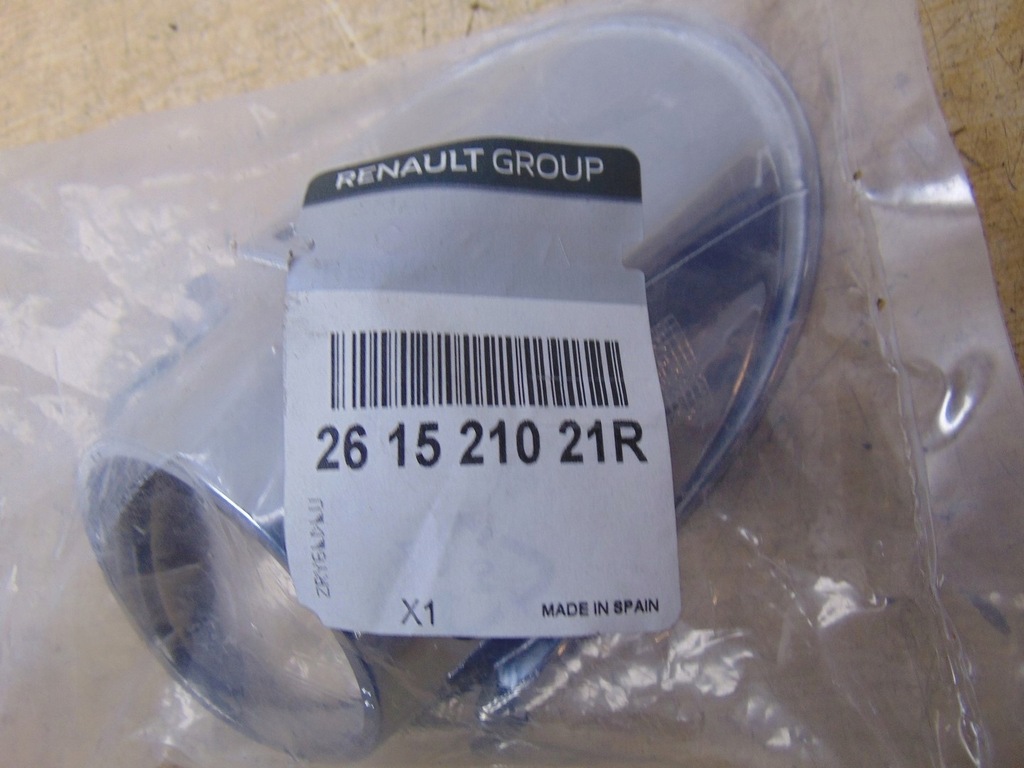 RENAULT GROUP
26 15 210 21R
X1
MADE IN SPAIN